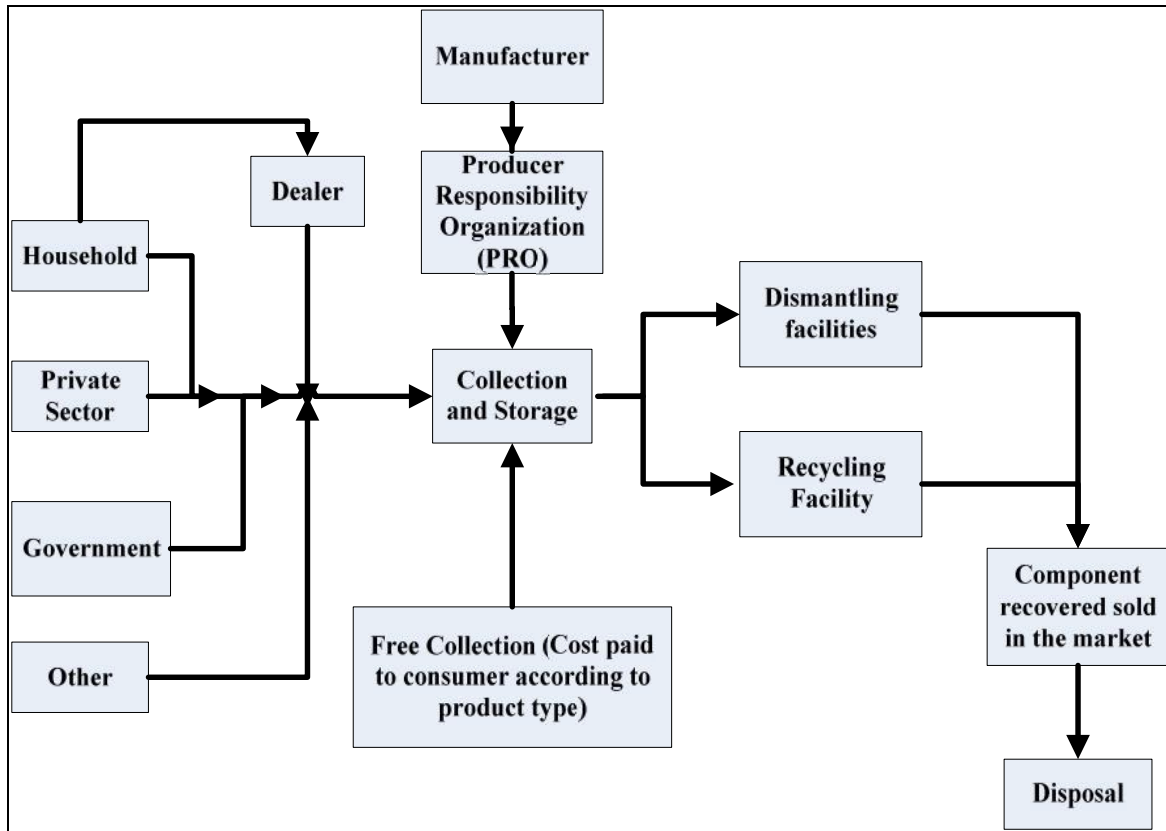 Manufacturer
Producer
Responsibility
Organization
(PRO)
Dealer
Household
Private
Sector
Government
Other
Collection
and Storage
Free Collection (Cost paid
to consumer according to
product type)
Dismantling
facilities
Recycling
Facility
Component
recovered sold
in the market
Disposal